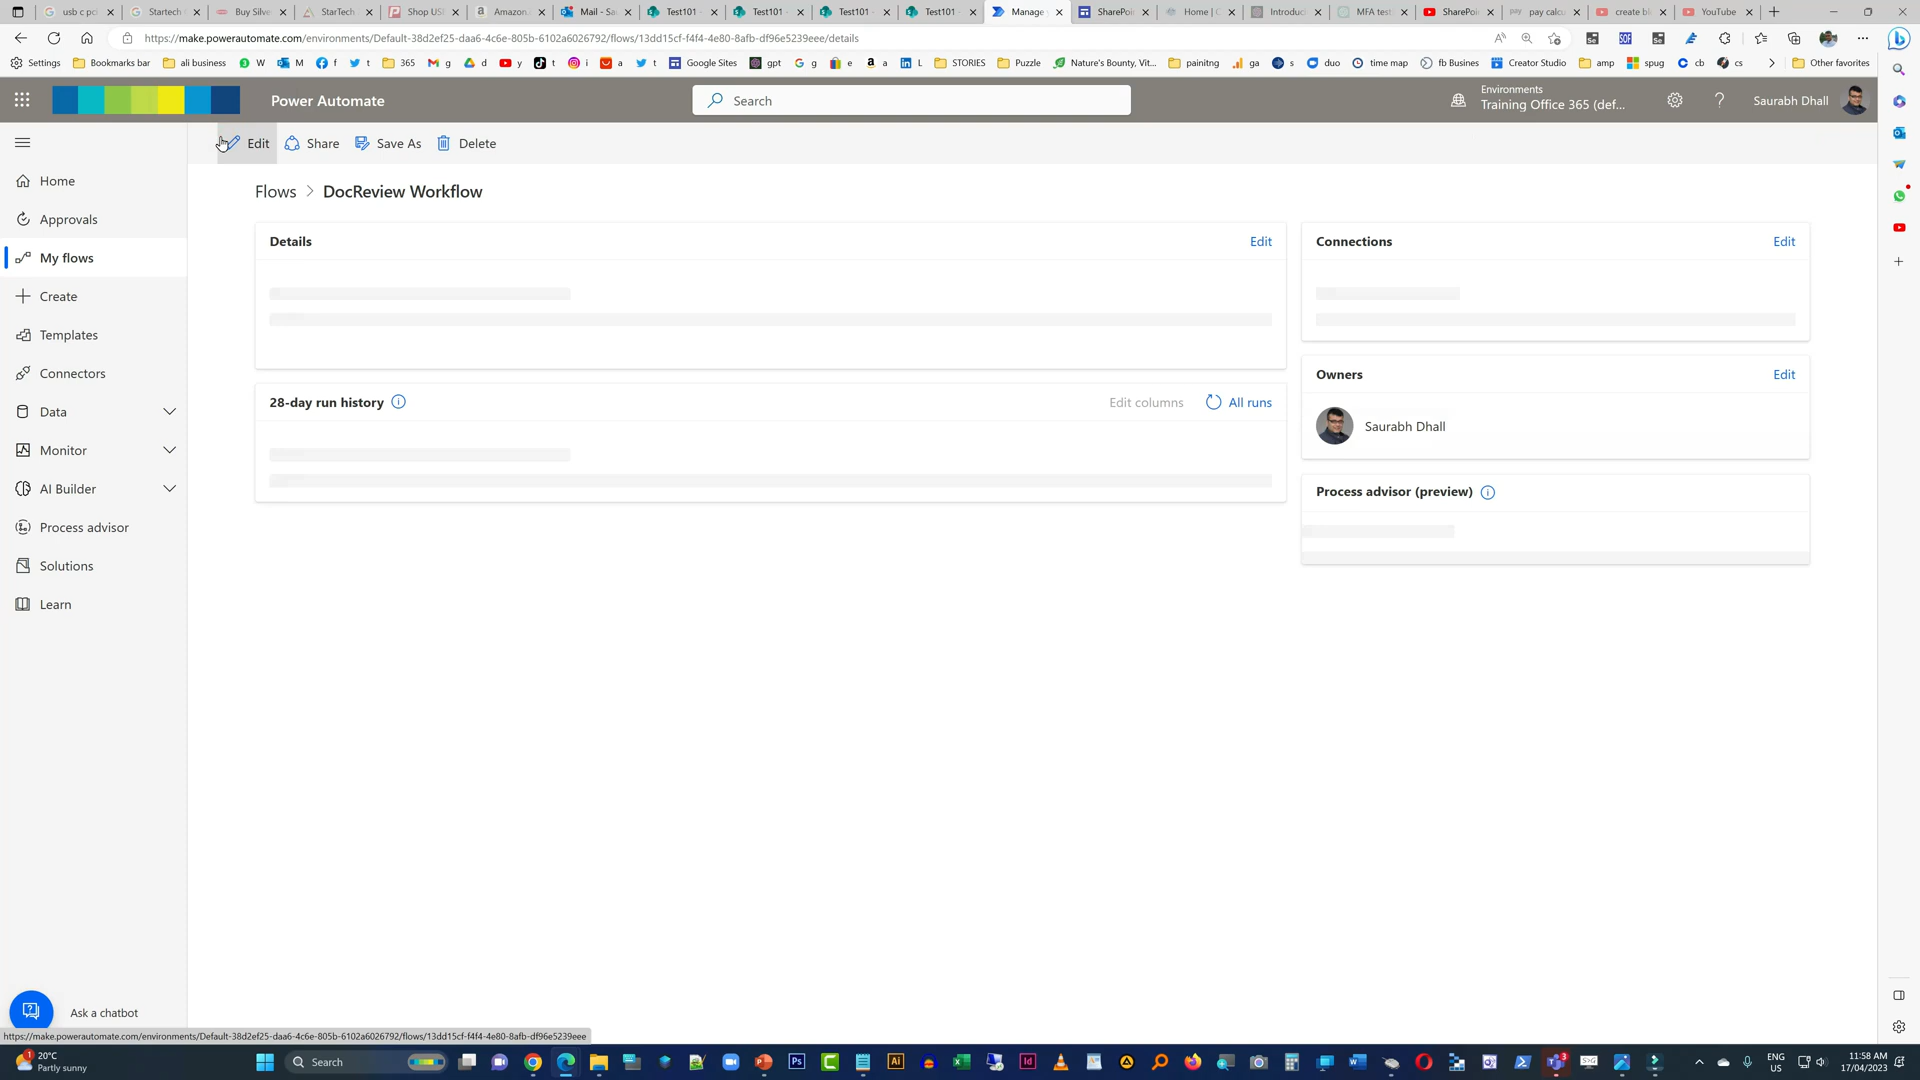 usb c pci
Startech
Buy Silve
StarTech
Shop USB
Amazon.
Mail - Sa
Test101
Test101
Test101
Test101
Manage
SharePoi
Home | C
Introduc
MFA test
SharePoi
pay calcu
create bl
YouTube
https://make.powerautomate.com/environments/Default-38d2ef25-daa6-4c6e-805b-6102a6026792/flows/13dd15cf-f4f4-4e80-8afb-df96e5239eee/details
Settings Bookmarks bar ali business W M f t 365 g d y t i a t Google Sites gpt g e a L STORIES Puzzle Nature's Bounty, Vit... painitng ga s duo time map fb Busines Creator Studio amp spug cb cs Other favorites
Power Automate
Search
Environments
Training Office 365 (def...
Saurabh Dhall
Edit Share Save As Delete
Home
Approvals
My flows
Create
Templates
Connectors
Data
Monitor
AI Builder
Process advisor
Solutions
Learn
Ask a chatbot
Flows > DocReview Workflow
Details Edit
28-day run history Edit columns All runs
Connections Edit
Owners Edit
Saurabh Dhall
Process advisor (preview)
https://make.powerautomate.com/environments/Default-38d2ef25-daa6-4c6e-805b-6102a6026792/flows/13dd15cf-f4f4-4e80-8afb-df96e5239eee
20°C
Partly sunny
Search
ENG
US
11:58 AM
17/04/2023